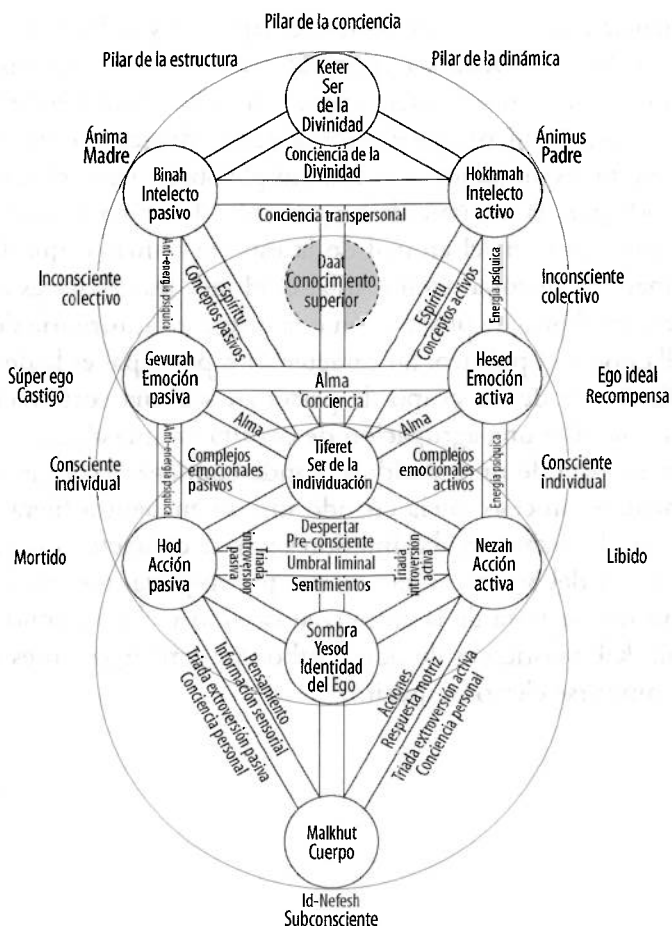 Pilar de la conciencia
Pilar de la estructura
Pilar de la dinámica
Keter
Ser
de la
Divinidad
Ánima
Madre
Ánimus
Padre
Conciencia de la
Divinidad
Binah
Intelecto
pasivo
Hokhmah
Intelecto
activo
Conciencia transpersonal
Anti-energía psíquica
Espíritu
Conceptos pasivos
Daat
Conocimiento
superior
Espíritu
Conceptos activos
Energía psíquica
Inconsciente
colectivo
Inconsciente
colectivo
Súper ego
Castigo
Gevurah
Emoción
pasiva
Alma
Conciencia
Hesed
Emoción
activa
Ego ideal
Recompensa
Alma
Alma
Anti-energía psíquica
Complejos
emocionales
pasivos
Tiferet
Ser de la
individuación
Complejos
emocionales
activos
Energía psíquica
Consciente
individual
Consciente
individual
Mortido
Hod
Acción
pasiva
Tríada
introversión
pasiva
Despertar
Pre-consciente
Umbral liminal
Sentimientos
Tríada
introversión
activa
Nezah
Acción
activa
Libido
Sombra
Yesod
Identidad
del Ego
Pensamiento
Información sensorial
Tríada extroversión pasiva
Conciencia personal
Acciones
Respuesta motriz
Tríada extroversión activa
Conciencia personal
Malkhut
Cuerpo
Id-Nefesh
Subconsciente